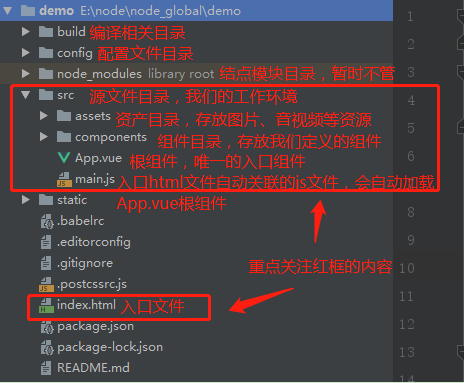 demo E:\node\node_global\demo 1
build 编译相关目录 2
config 配置文件目录
node_modules library root 结点模块目录，暂时不管 3
src 源文件目录，我们的工作环境 4
assets 资产目录，存放图片、音视频等资源 5
components 组件目录，存放我们定义的组件
App.vue 根组件，唯一的入口组件 6
main.js 入口html文件自动关联的js文件，会自动加载 7
static App.vue根组件 8
.babelrc
.editorconfig 9
.gitignore 重点关注红框的内容 10
.postcssrc.js
index.html 入口文件 11
package.json 12
package-lock.json 13
README.md 14